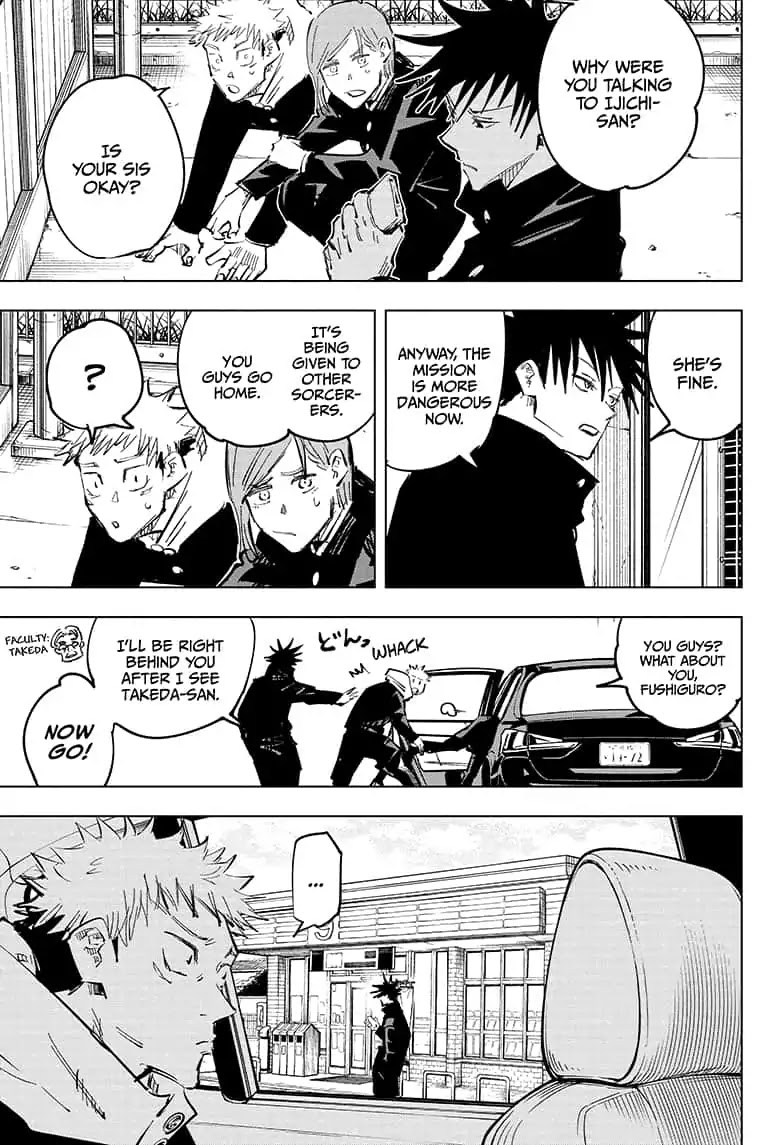 WHY WERE
YOU TALKING
TO IJICHI-
SAN?
IS
YOUR SIS
OKAY?
SHE'S
FINE.
ANYWAY, THE
MISSION
IS MORE
DANGEROUS
NOW.
IT'S
BEING
GIVEN TO
OTHER
SORCER-
ERS.
YOU
GUYS GO
HOME.
?
YOU GUYS?
WHAT ABOUT
YOU,
FUSHIGURO?
どんっ
WHACK
I'LL BE RIGHT
BEHIND YOU
AFTER I SEE
TAKEDA-SAN.
FACULTY:
TAKEDA
NOW
GO!
...